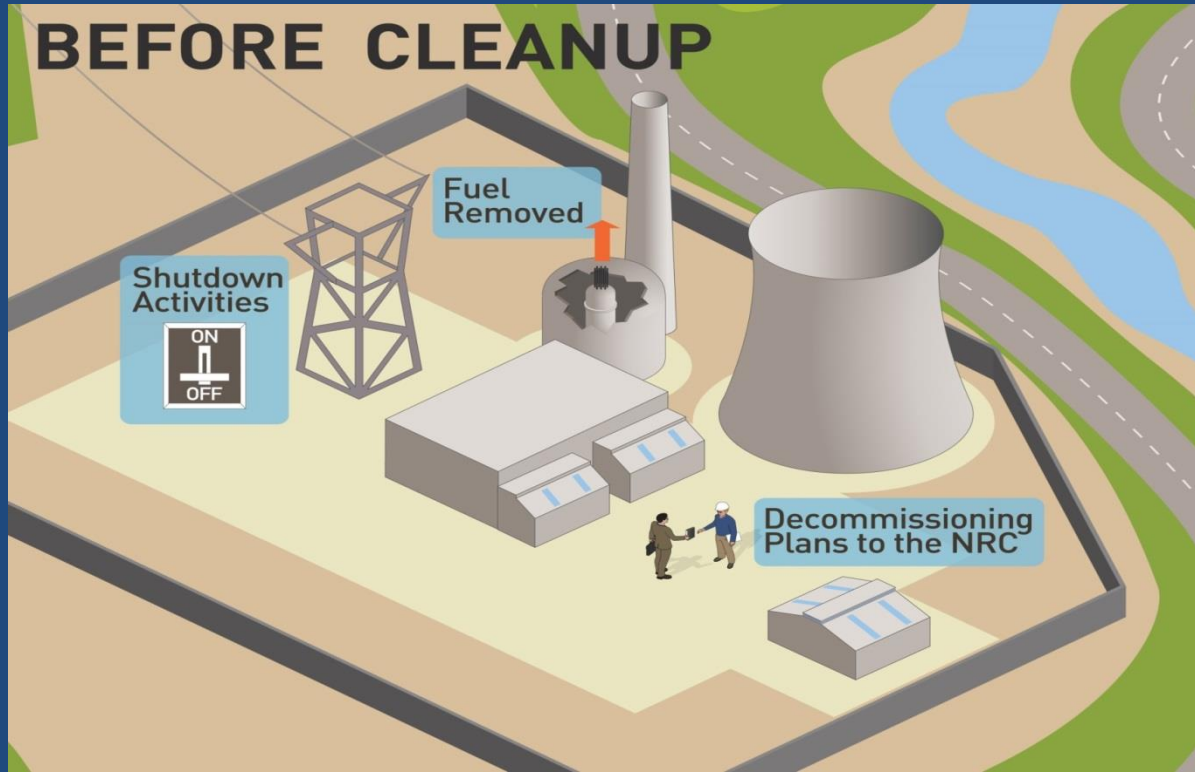 BEFORE CLEANUP
Fuel
Removed
Shutdown
Activities
ON
OFF
Decommissioning
Plans to the NRC